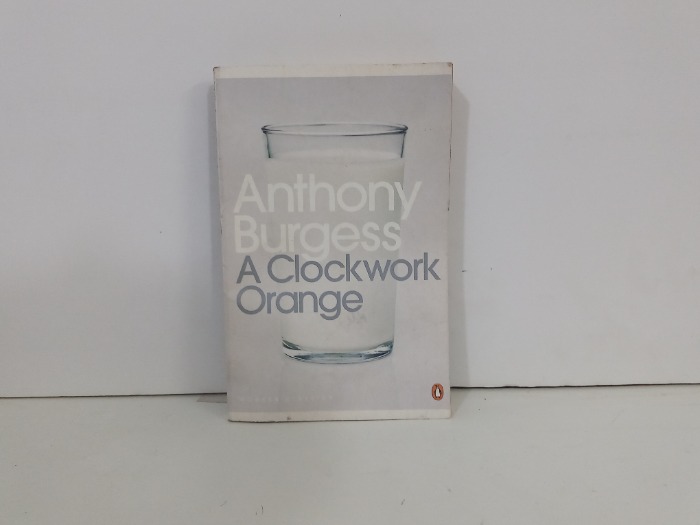 Anthony
Burgess
A Clockwork
Orange